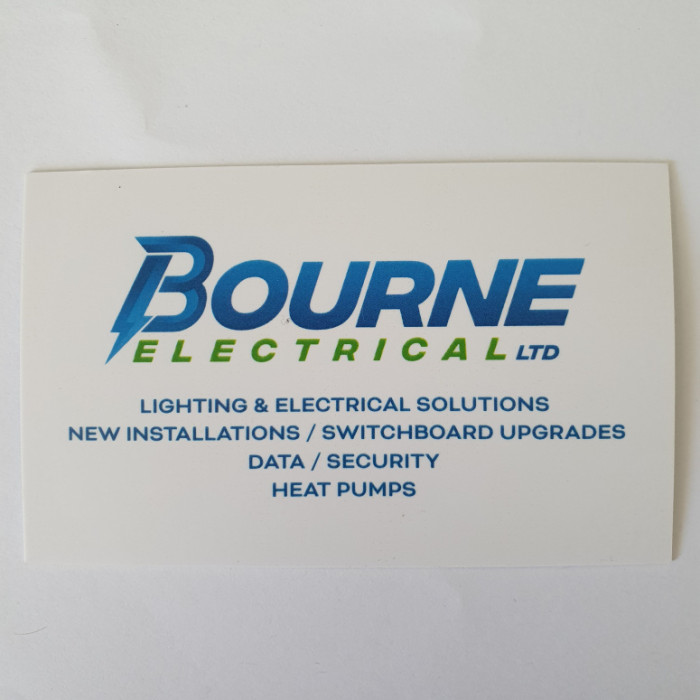 BOURNE
ELECTRICAL LTD
LIGHTING & ELECTRICAL SOLUTIONS
NEW INSTALLATIONS / SWITCHBOARD UPGRADES
DATA / SECURITY
HEAT PUMPS